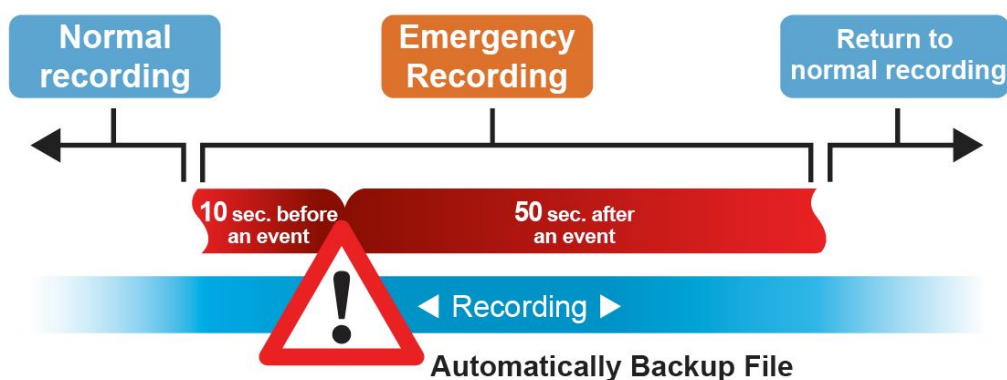 Normal
recording
Emergency
Recording
Return to
normal recording
10 sec. before
an event
50 sec. after
an event
! 
◄ Recording ►
Automatically Backup File